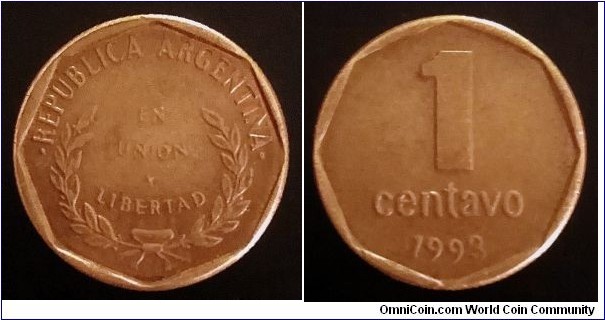 ·REPUBLICA ARGENTINA·
EN
UNION
Y
LIBERTAD
1
centavo
1993
OmniCoin.com World Coin Community